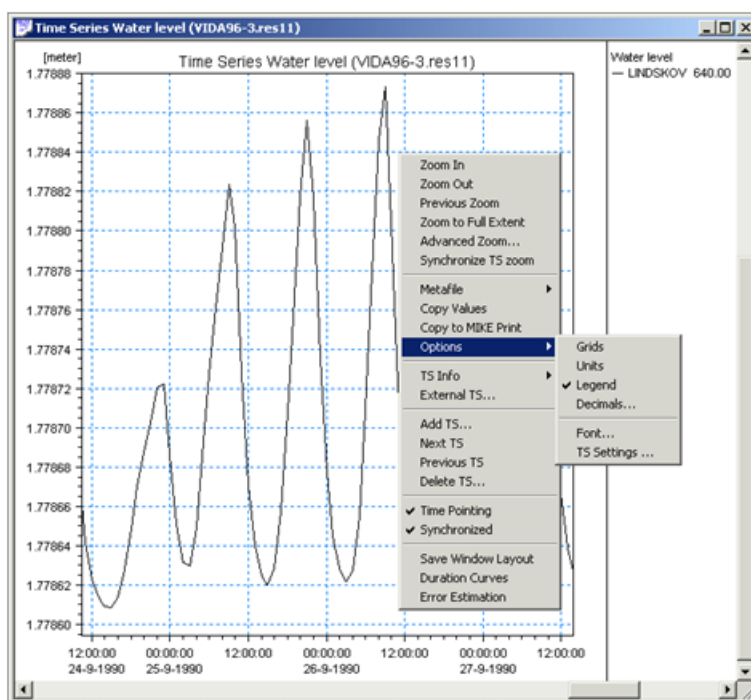 Time Series Water level (VIDA96-3.res11)
[meter]
Time Series Water level (VIDA96-3.res11)
Water level
LINDSKOV 640.00
1.77888
1.77886
1.77884
1.77882
1.77880
1.77878
1.77876
1.77874
1.77872
1.77870
1.77868
1.77866
1.77864
1.77862
1.77860
12:00:00 00:00:00 12:00:00 00:00:00 12:00:00 00:00:00 12:00:00
24-9-1990 25-9-1990 26-9-1990 27-9-1990
Zoom In
Zoom Out
Previous Zoom
Zoom to Full Extent
Advanced Zoom...
Synchronize TS zoom
Metafile
Copy Values
Copy to MIKE Print
Options
TS Info
External TS...
Add TS...
Next TS
Previous TS
Delete TS...
Time Pointing
Synchronized
Save Window Layout
Duration Curves
Error Estimation
Grids
Units
Legend
Decimals...
Font...
TS Settings ...